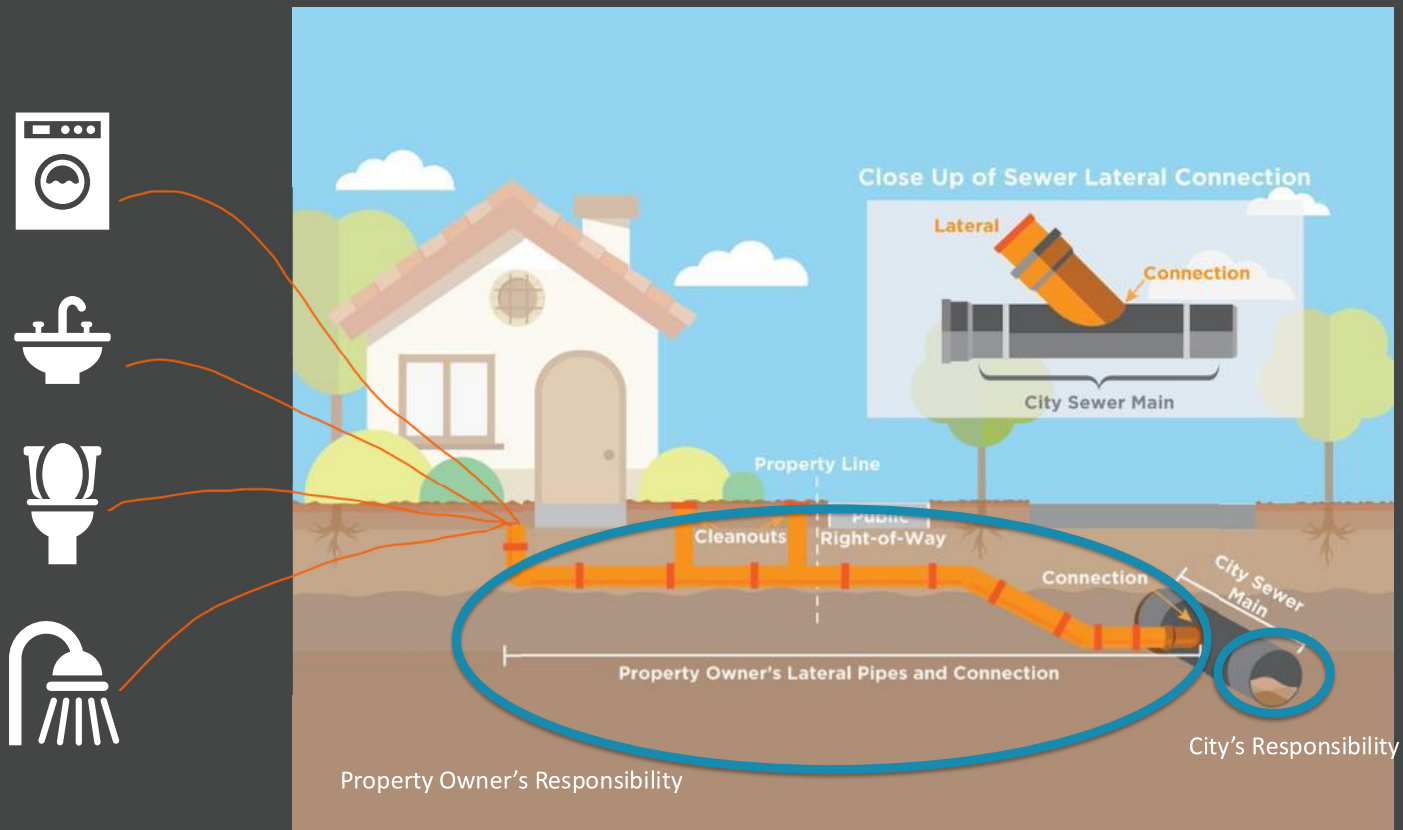 Close Up of Sewer Lateral Connection
Lateral
Connection
City Sewer Main
Property Line
Public
Right-of-Way
Cleanouts
Connection
City Sewer
Main
Property Owner's Lateral Pipes and Connection
City's Responsibility
Property Owner's Responsibility